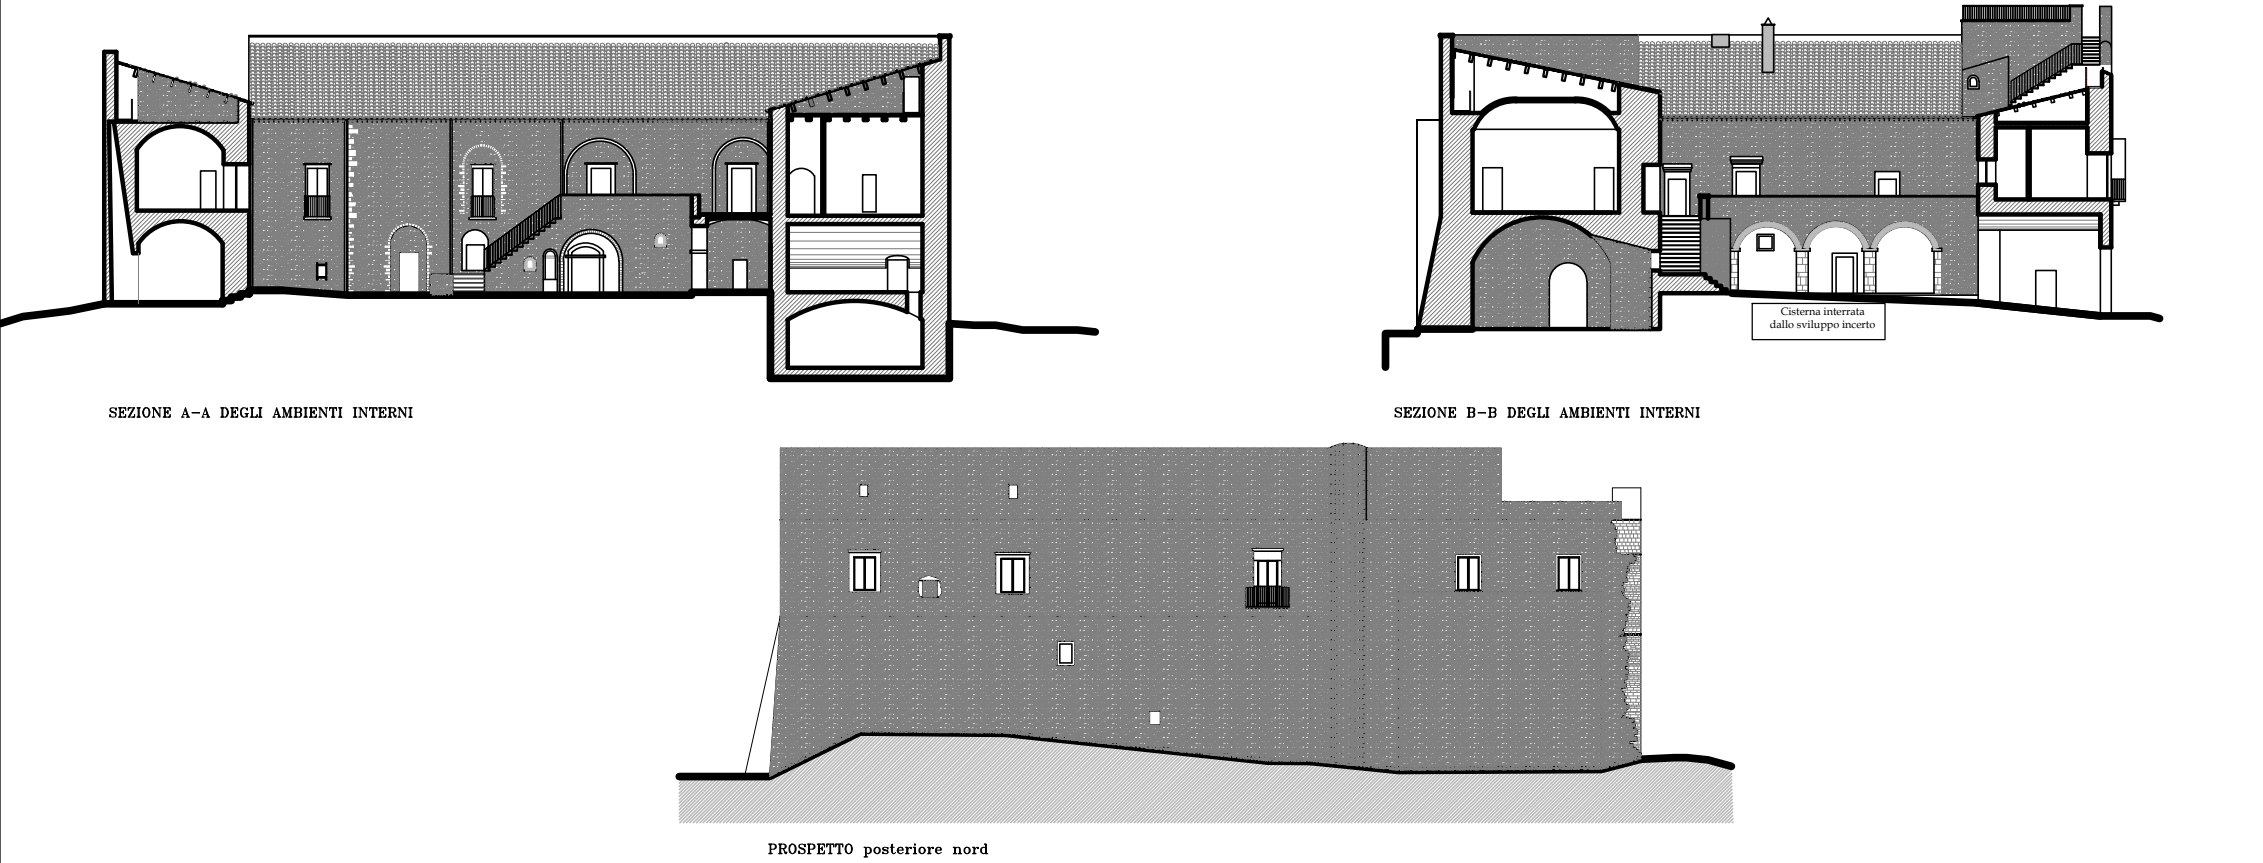 Cisterna interrata
dallo sviluppo incerto
SEZIONE A-A DEGLI AMBIENTI INTERNI
SEZIONE B-B DEGLI AMBIENTI INTERNI
PROSPETTO posteriore nord